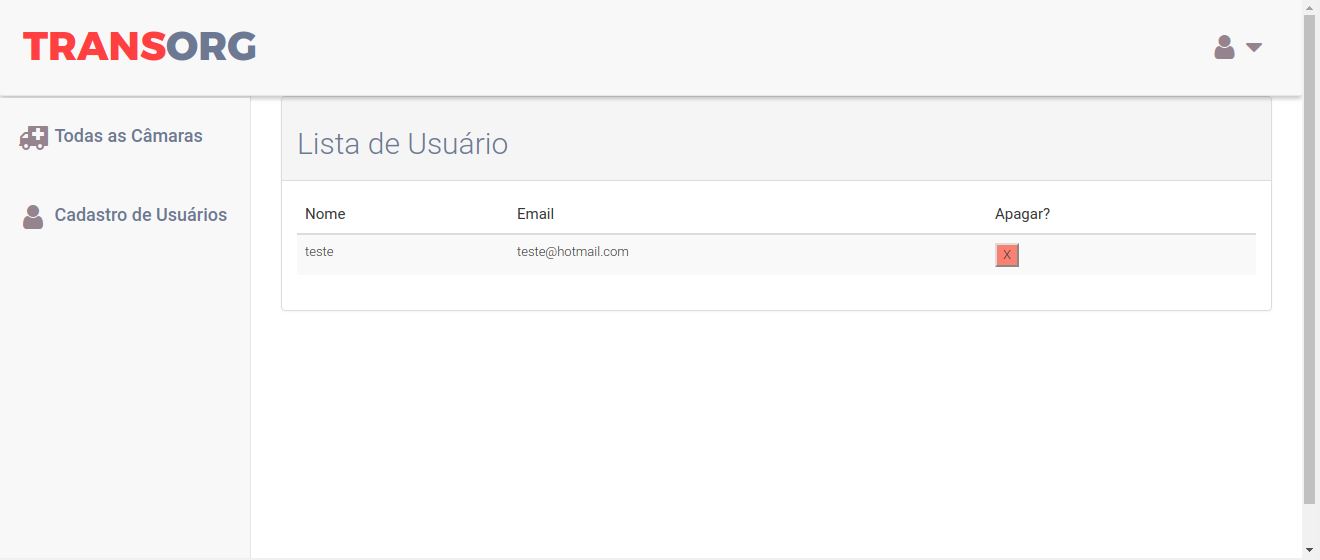 TRANSORG
Todas as Câmaras
Cadastro de Usuários
Lista de Usuário
Nome Email Apagar?
teste teste@hotmail.com X